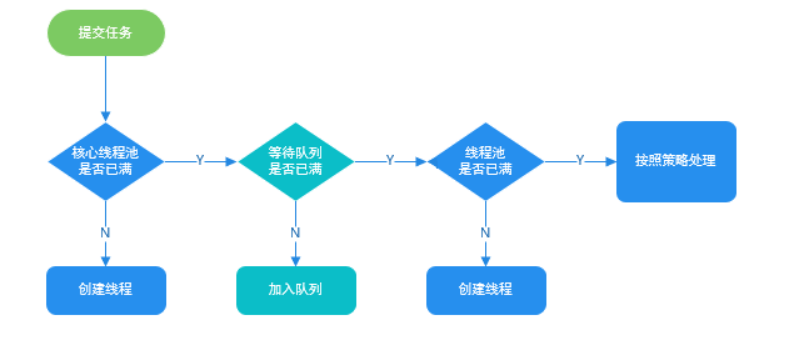 提交任务
核心线程池
是否已满
Y
等待队列
是否已满
Y
线程池
是否已满
Y
按照策略处理
N
N
N
创建线程
加入队列
创建线程